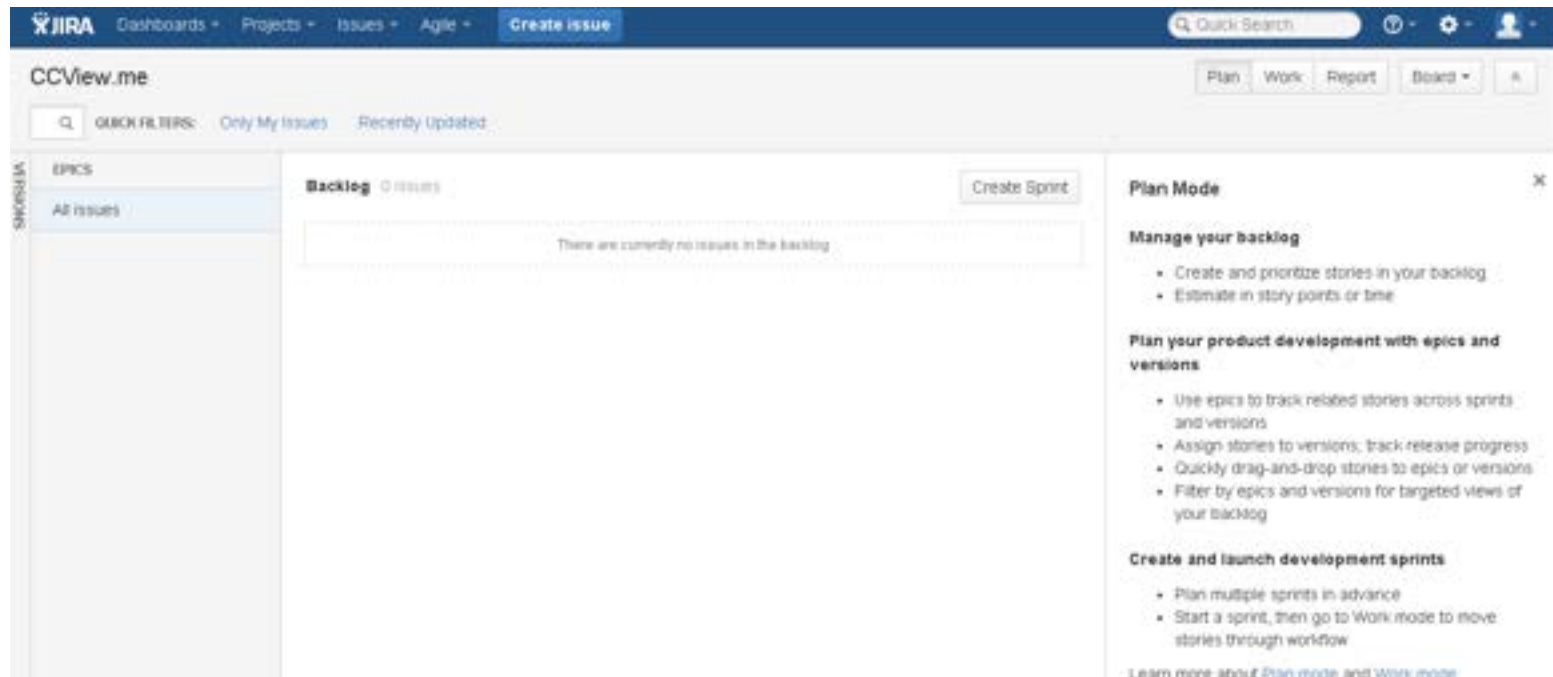 JIRA Dashboards Projects Issues Agile Create issue Quick Search
CCView.me
Plan Work Report Board
QUICK FILTERS: Only My Issues Recently Updated
VERSIONS
EPICS
All issues
Backlog 0 issues
Create Sprint
There are currently no issues in the backlog
Plan Mode
Manage your backlog
• Create and prioritize stories in your backlog
• Estimate in story points or time
Plan your product development with epics and
versions
• Use epics to track related stories across sprints
and versions
• Assign stories to versions; track release progress
• Quickly drag-and-drop stories to epics or versions
• Filter by epics and versions for targeted views of
your backlog
Create and launch development sprints
• Plan multiple sprints in advance
• Start a sprint, then go to Work mode to move
stories through workflow
Learn more about Plan mode and Work mode